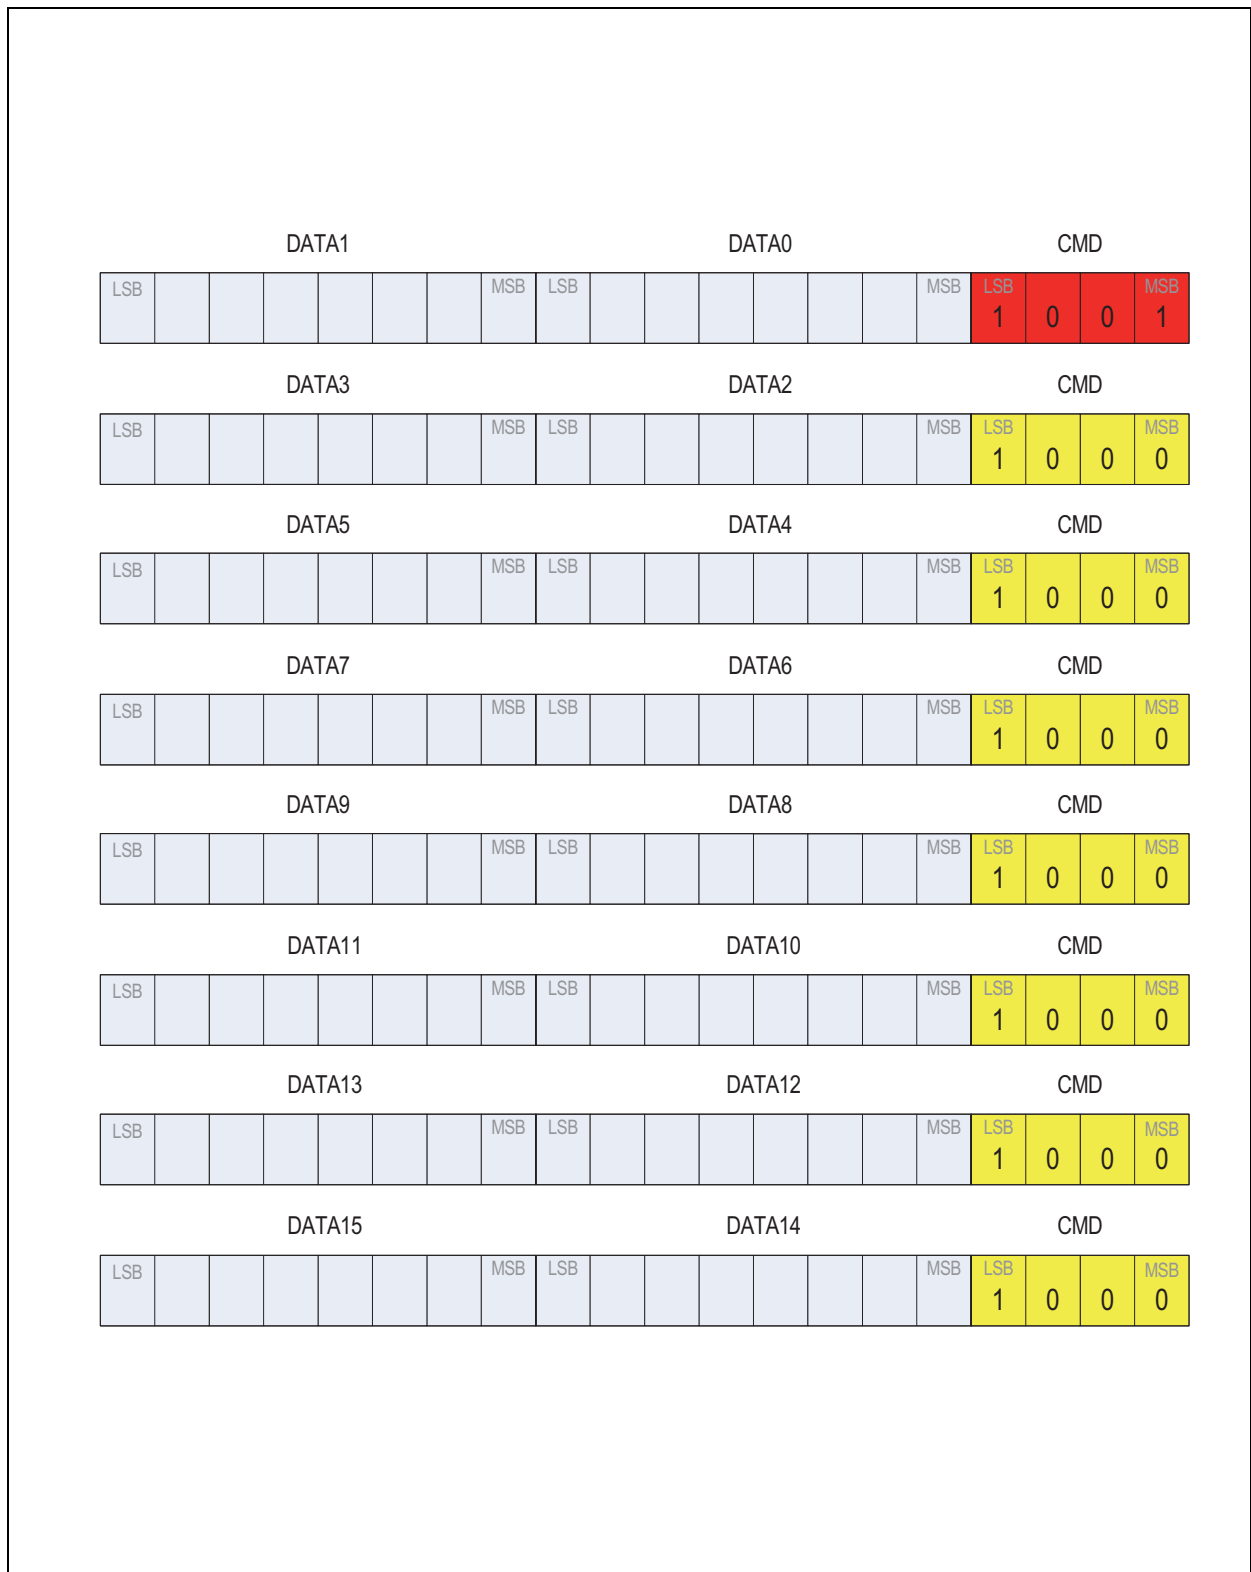 DATA1 DATA0 CMD
LSB MSB LSB MSB LSB MSB
1 0 0 1
DATA3 DATA2 CMD
LSB MSB LSB MSB LSB MSB
1 0 0 0
DATA5 DATA4 CMD
LSB MSB LSB MSB LSB MSB
1 0 0 0
DATA7 DATA6 CMD
LSB MSB LSB MSB LSB MSB
1 0 0 0
DATA9 DATA8 CMD
LSB MSB LSB MSB LSB MSB
1 0 0 0
DATA11 DATA10 CMD
LSB MSB LSB MSB LSB MSB
1 0 0 0
DATA13 DATA12 CMD
LSB MSB LSB MSB LSB MSB
1 0 0 0
DATA15 DATA14 CMD
LSB MSB LSB MSB LSB MSB
1 0 0 0